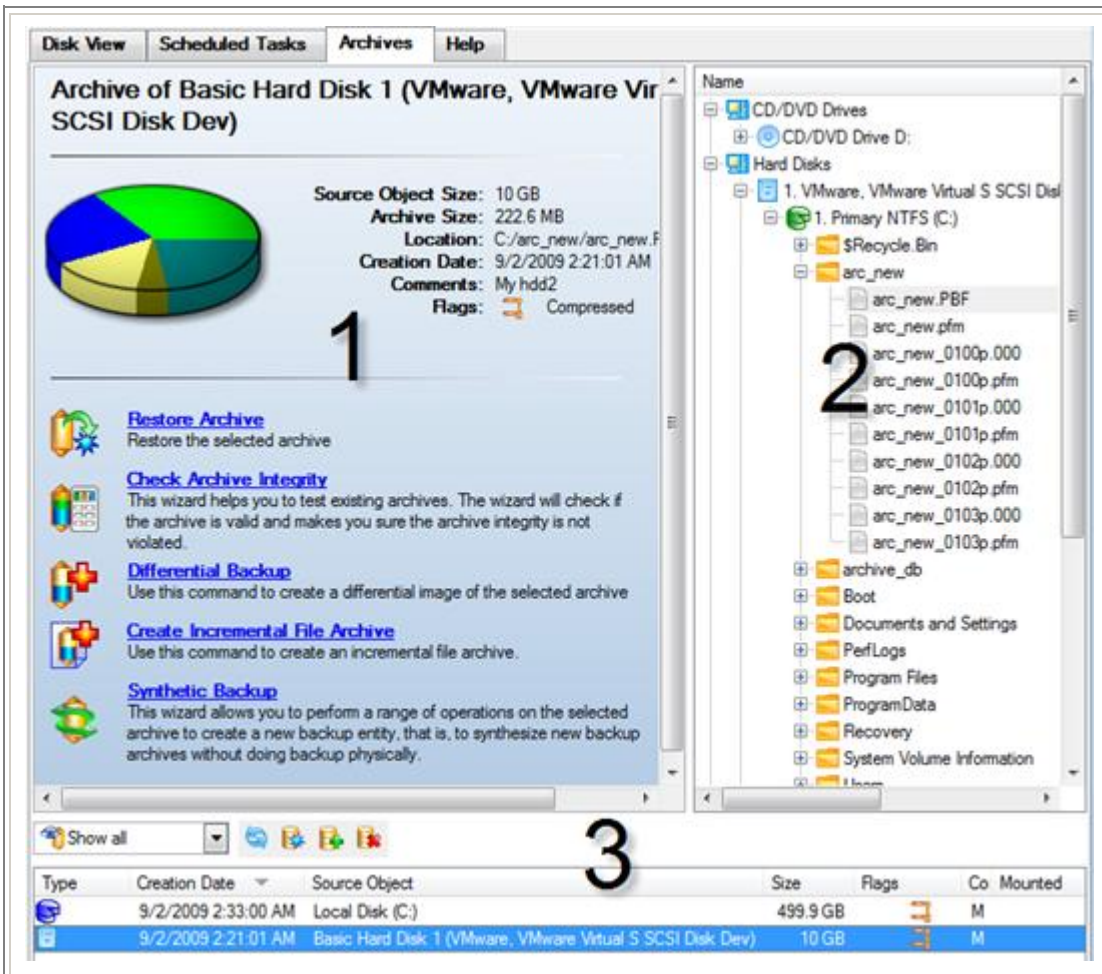 Disk View Scheduled Tasks Archives Help
Archive of Basic Hard Disk 1 (VMware, VMware Vir
SCSI Disk Dev)
Source Object Size: 10 GB
Archive Size: 222.6 MB
Location: C:/arc_new/arc_new.
Creation Date: 9/2/2009 2:21:01 AM
Comments: My hdd2
Flags: Compressed
1
Restore Archive
Restore the selected archive
Check Archive Integrity
This wizard helps you to test existing archives. The wizard will check if
the archive is valid and makes you sure the archive integrity is not
violated.
Differential Backup
Use this command to create a differential image of the selected archive
Create Incremental File Archive
Use this command to create an incremental file archive.
Synthetic Backup
This wizard allows you to perform a range of operations on the selected
archive to create a new backup entity, that is, to synthesize new backup
archives without doing backup physically.
Name
CD/DVD Drives
CD/DVD Drive D:
Hard Disks
1. VMware, VMware Virtual S SCSI Disl
1. Primary NTFS (C:)
$Recycle.Bin
arc_new
arc_new.PBF
arc_new.pfm
arc_new_0100p.000
2
arc_new_0100p.pfm
arc_new_0101p.000
arc_new_0101p.pfm
arc_new_0102p.000
arc_new_0102p.pfm
arc_new_0103p.000
arc_new_0103p.pfm
archive_db
Boot
Documents and Settings
PerfLogs
Program Files
ProgramData
Recovery
System Volume Information
Users
Show all
3
Type Creation Date Source Object Size Flags Co Mounted
9/2/2009 2:33:00 AM Local Disk (C:) 499.9 GB M
9/2/2009 2:21:01 AM Basic Hard Disk 1 (VMware, VMware Virtual S SCSI Disk Dev) 10 GB M